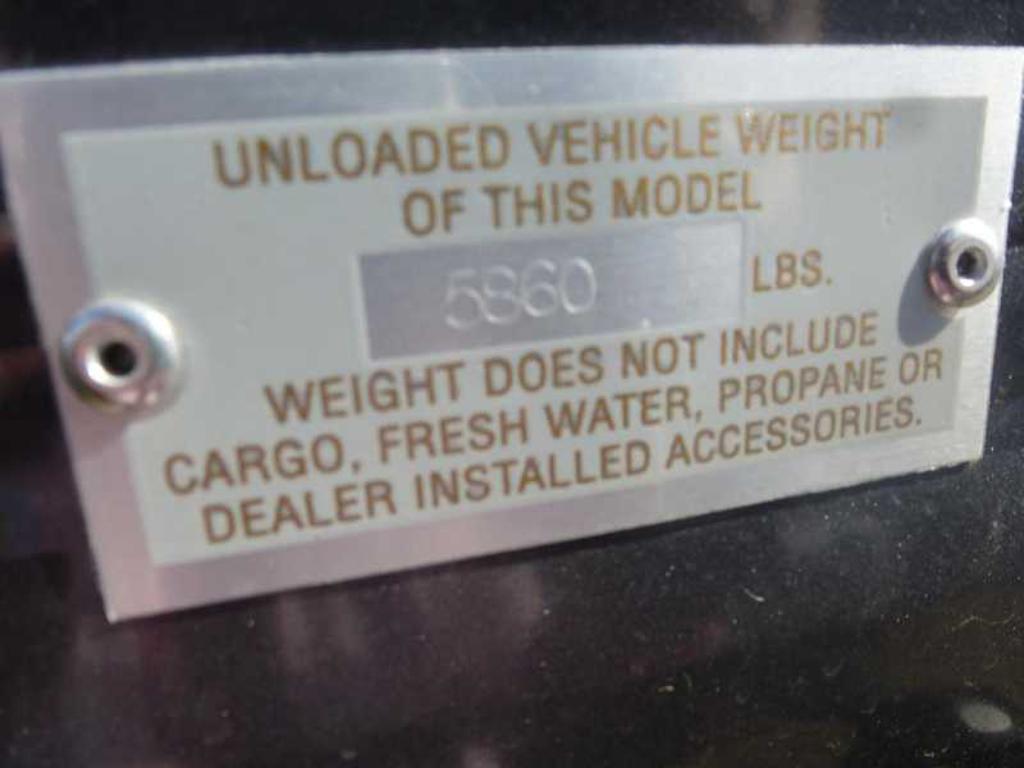 UNLOADED VEHICLE WEIGHT
OF THIS MODEL
5860 LBS.
WEIGHT DOES NOT INCLUDE
CARGO, FRESH WATER, PROPANE OR
DEALER INSTALLED ACCESSORIES.